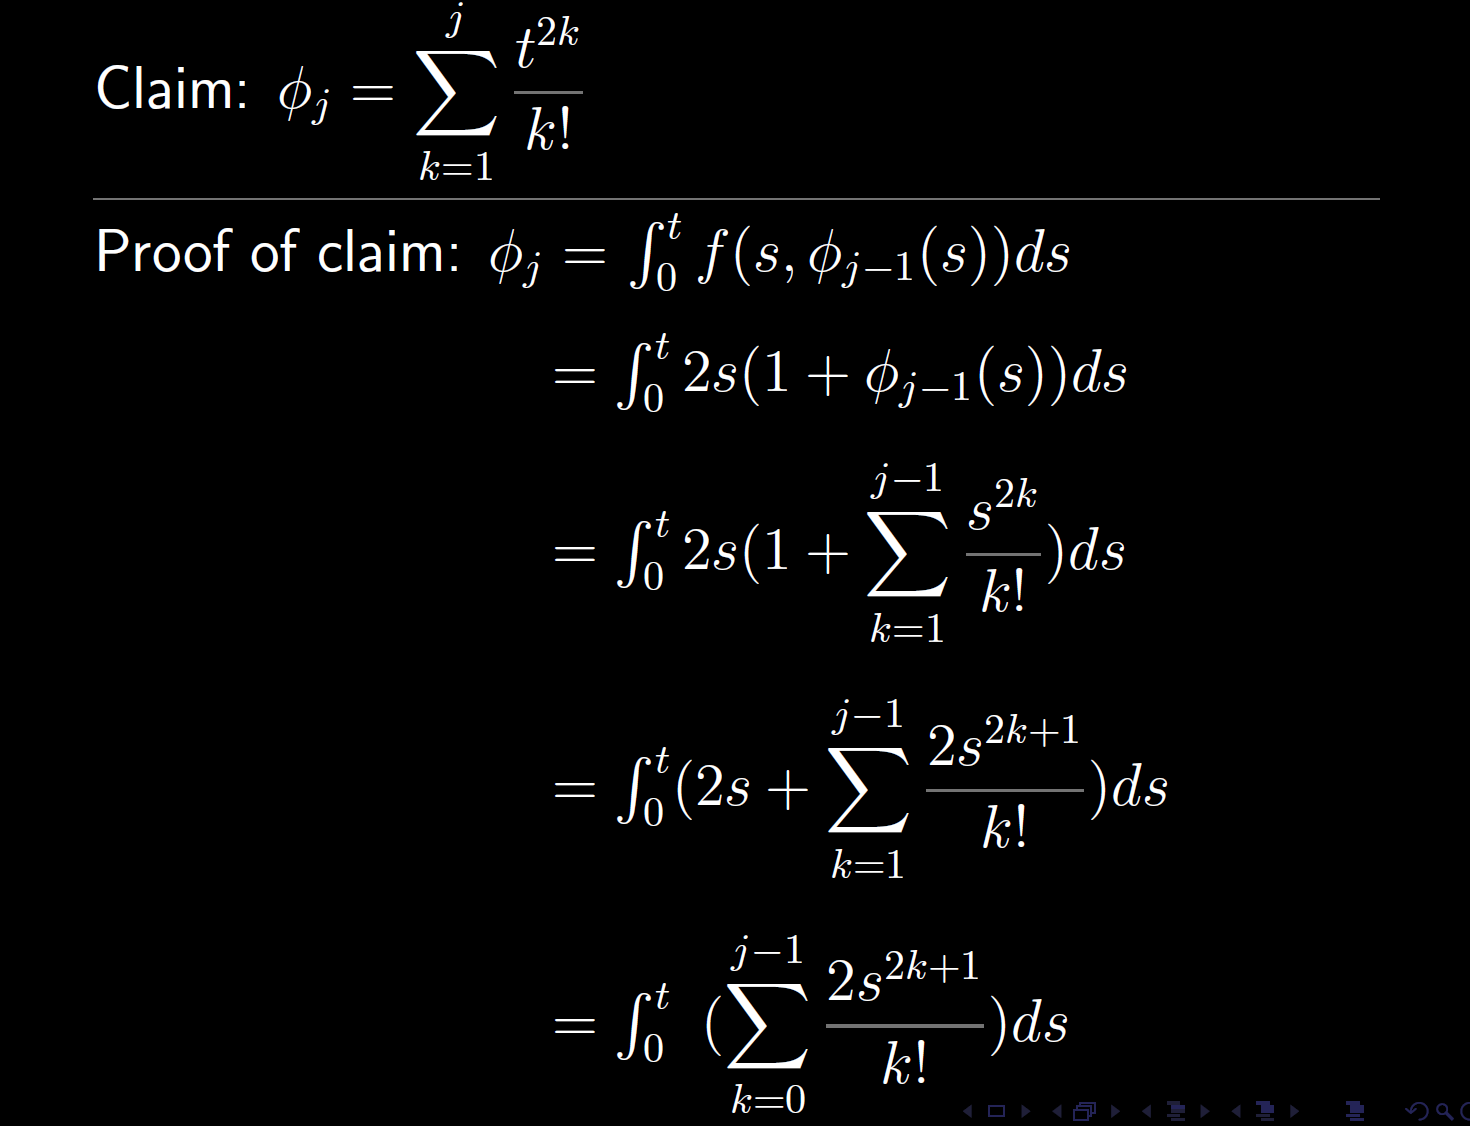 Claim: $\phi_j = \sum_{k=1}^{j} \frac{t^{2k}}{k!}$
Proof of claim: $\phi_j = \int_0^t f(s, \phi_{j-1}(s))ds$
$= \int_0^t 2s(1 + \phi_{j-1}(s))ds$
$= \int_0^t 2s(1 + \sum_{k=1}^{j-1} \frac{s^{2k}}{k!})ds$
$= \int_0^t (2s + \sum_{k=1}^{j-1} \frac{2s^{2k+1}}{k!})ds$
$= \int_0^t (\sum_{k=0}^{j-1} \frac{2s^{2k+1}}{k!})ds$